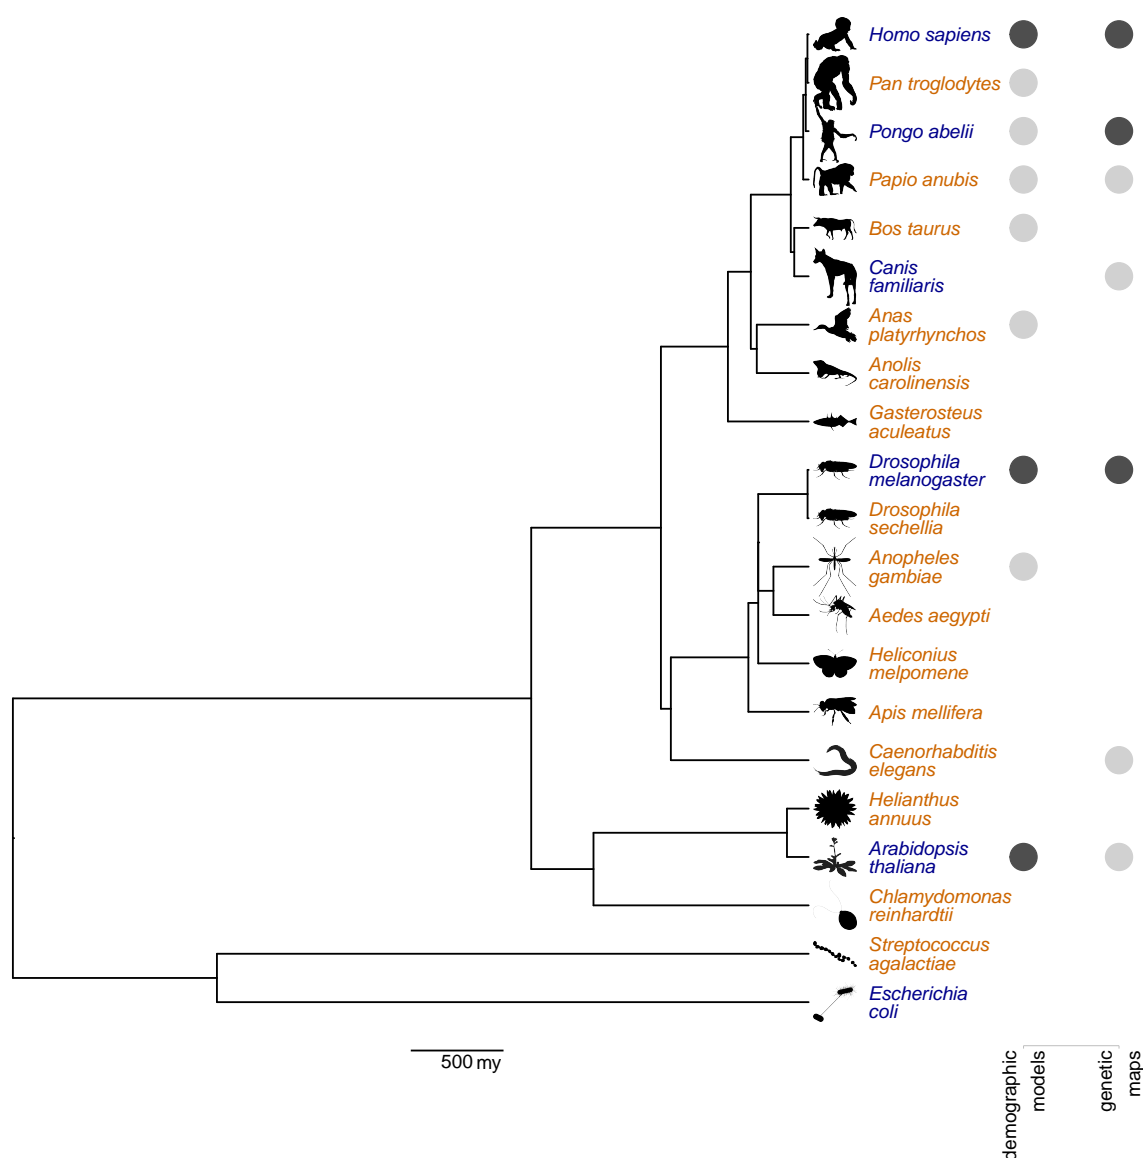 Homo sapiens
Pan troglodytes
Pongo abelii
Papio anubis
Bos taurus
Canis
familiaris
Anas
platyrhynchos
Anolis
carolinensis
Gasterosteus
aculeatus
Drosophila
melanogaster
Drosophila
sechellia
Anopheles
gambiae
Aedes aegypti
Heliconius
melpomene
Apis mellifera
Caenorhabditis
elegans
Helianthus
annuus
Arabidopsis
thaliana
Chlamydomonas
reinhardtii
Streptococcus
agalactiae
Escherichia
coli
500 my
demographic
models
genetic
maps